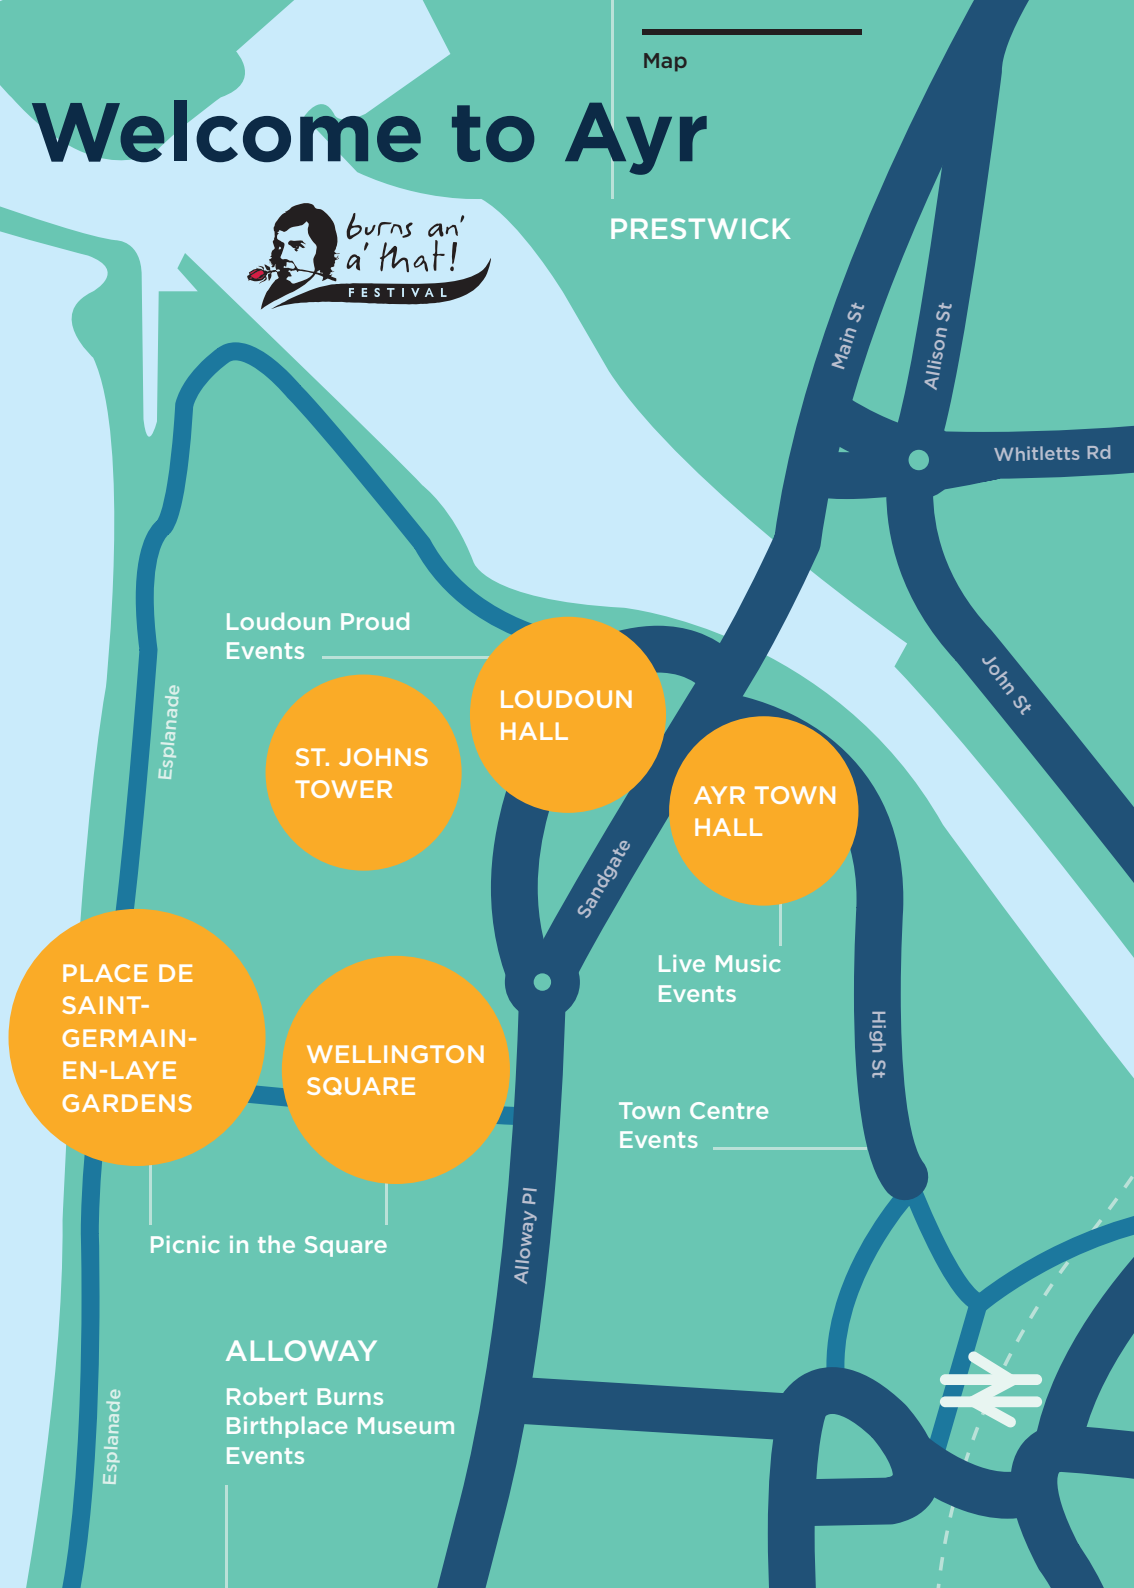 Map
Welcome to Ayr
burns an'
a' that!
FESTIVAL
PRESTWICK
Main St
Allison St
Whitletts Rd
John St
Loudoun Proud
Events
LOUDOUN
HALL
ST. JOHNS
TOWER
Esplanade
AYR TOWN
HALL
Sandgate
Live Music
Events
PLACE DE
SAINT-
GERMAIN-
EN-LAYE
GARDENS
WELLINGTON
SQUARE
High St
Town Centre
Events
Alloway Pl
Picnic in the Square
ALLOWAY
Robert Burns
Birthplace Museum
Events
Esplanade